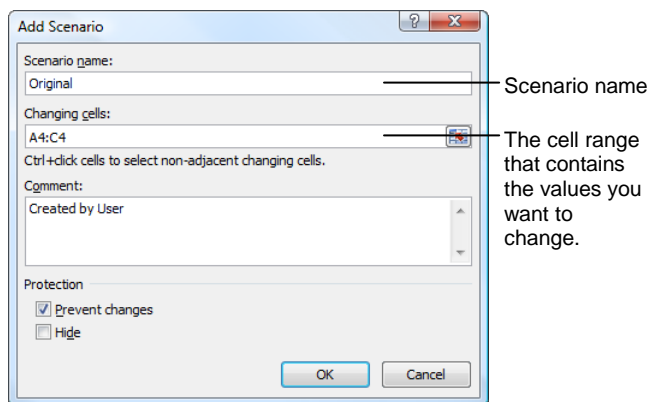 Add Scenario
Scenario name:
Original
Scenario name
Changing cells:
A4:C4
The cell range
that contains
the values you
want to
change.
Ctrl+click cells to select non-adjacent changing cells.
Comment:
Created by User
Protection
Prevent changes
Hide
OK
Cancel